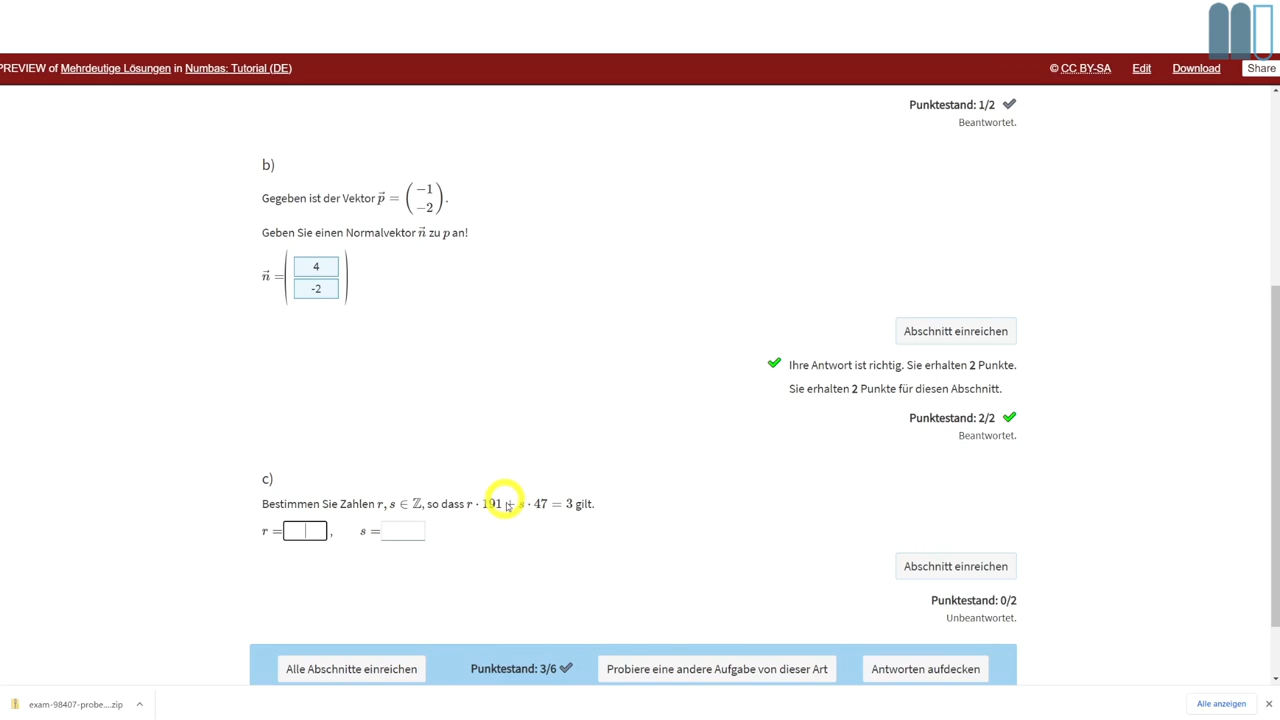 PREVIEW of Mehrdeutige Lösungen in Numbas: Tutorial (DE) © CC BY-SA Edit Download Share
Punktestand: 1/2
Beantwortet.
b)
Gegeben ist der Vektor p⃗ = (−1 −2).
Geben Sie einen Normalvektor n⃗ zu p an!
n⃗ = (4
-2)
Abschnitt einreichen
Ihre Antwort ist richtig. Sie erhalten 2 Punkte.
Sie erhalten 2 Punkte für diesen Abschnitt.
Punktestand: 2/2
Beantwortet.
c)
Bestimmen Sie Zahlen r, s ∈ ℤ, so dass r · 191 + s · 47 = 3 gilt.
r = , s =
Abschnitt einreichen
Punktestand: 0/2
Unbeantwortet.
Alle Abschnitte einreichen Punktestand: 3/6 Probiere eine andere Aufgabe von dieser Art Antworten aufdecken
exam-98407-probe....zip Alle anzeigen